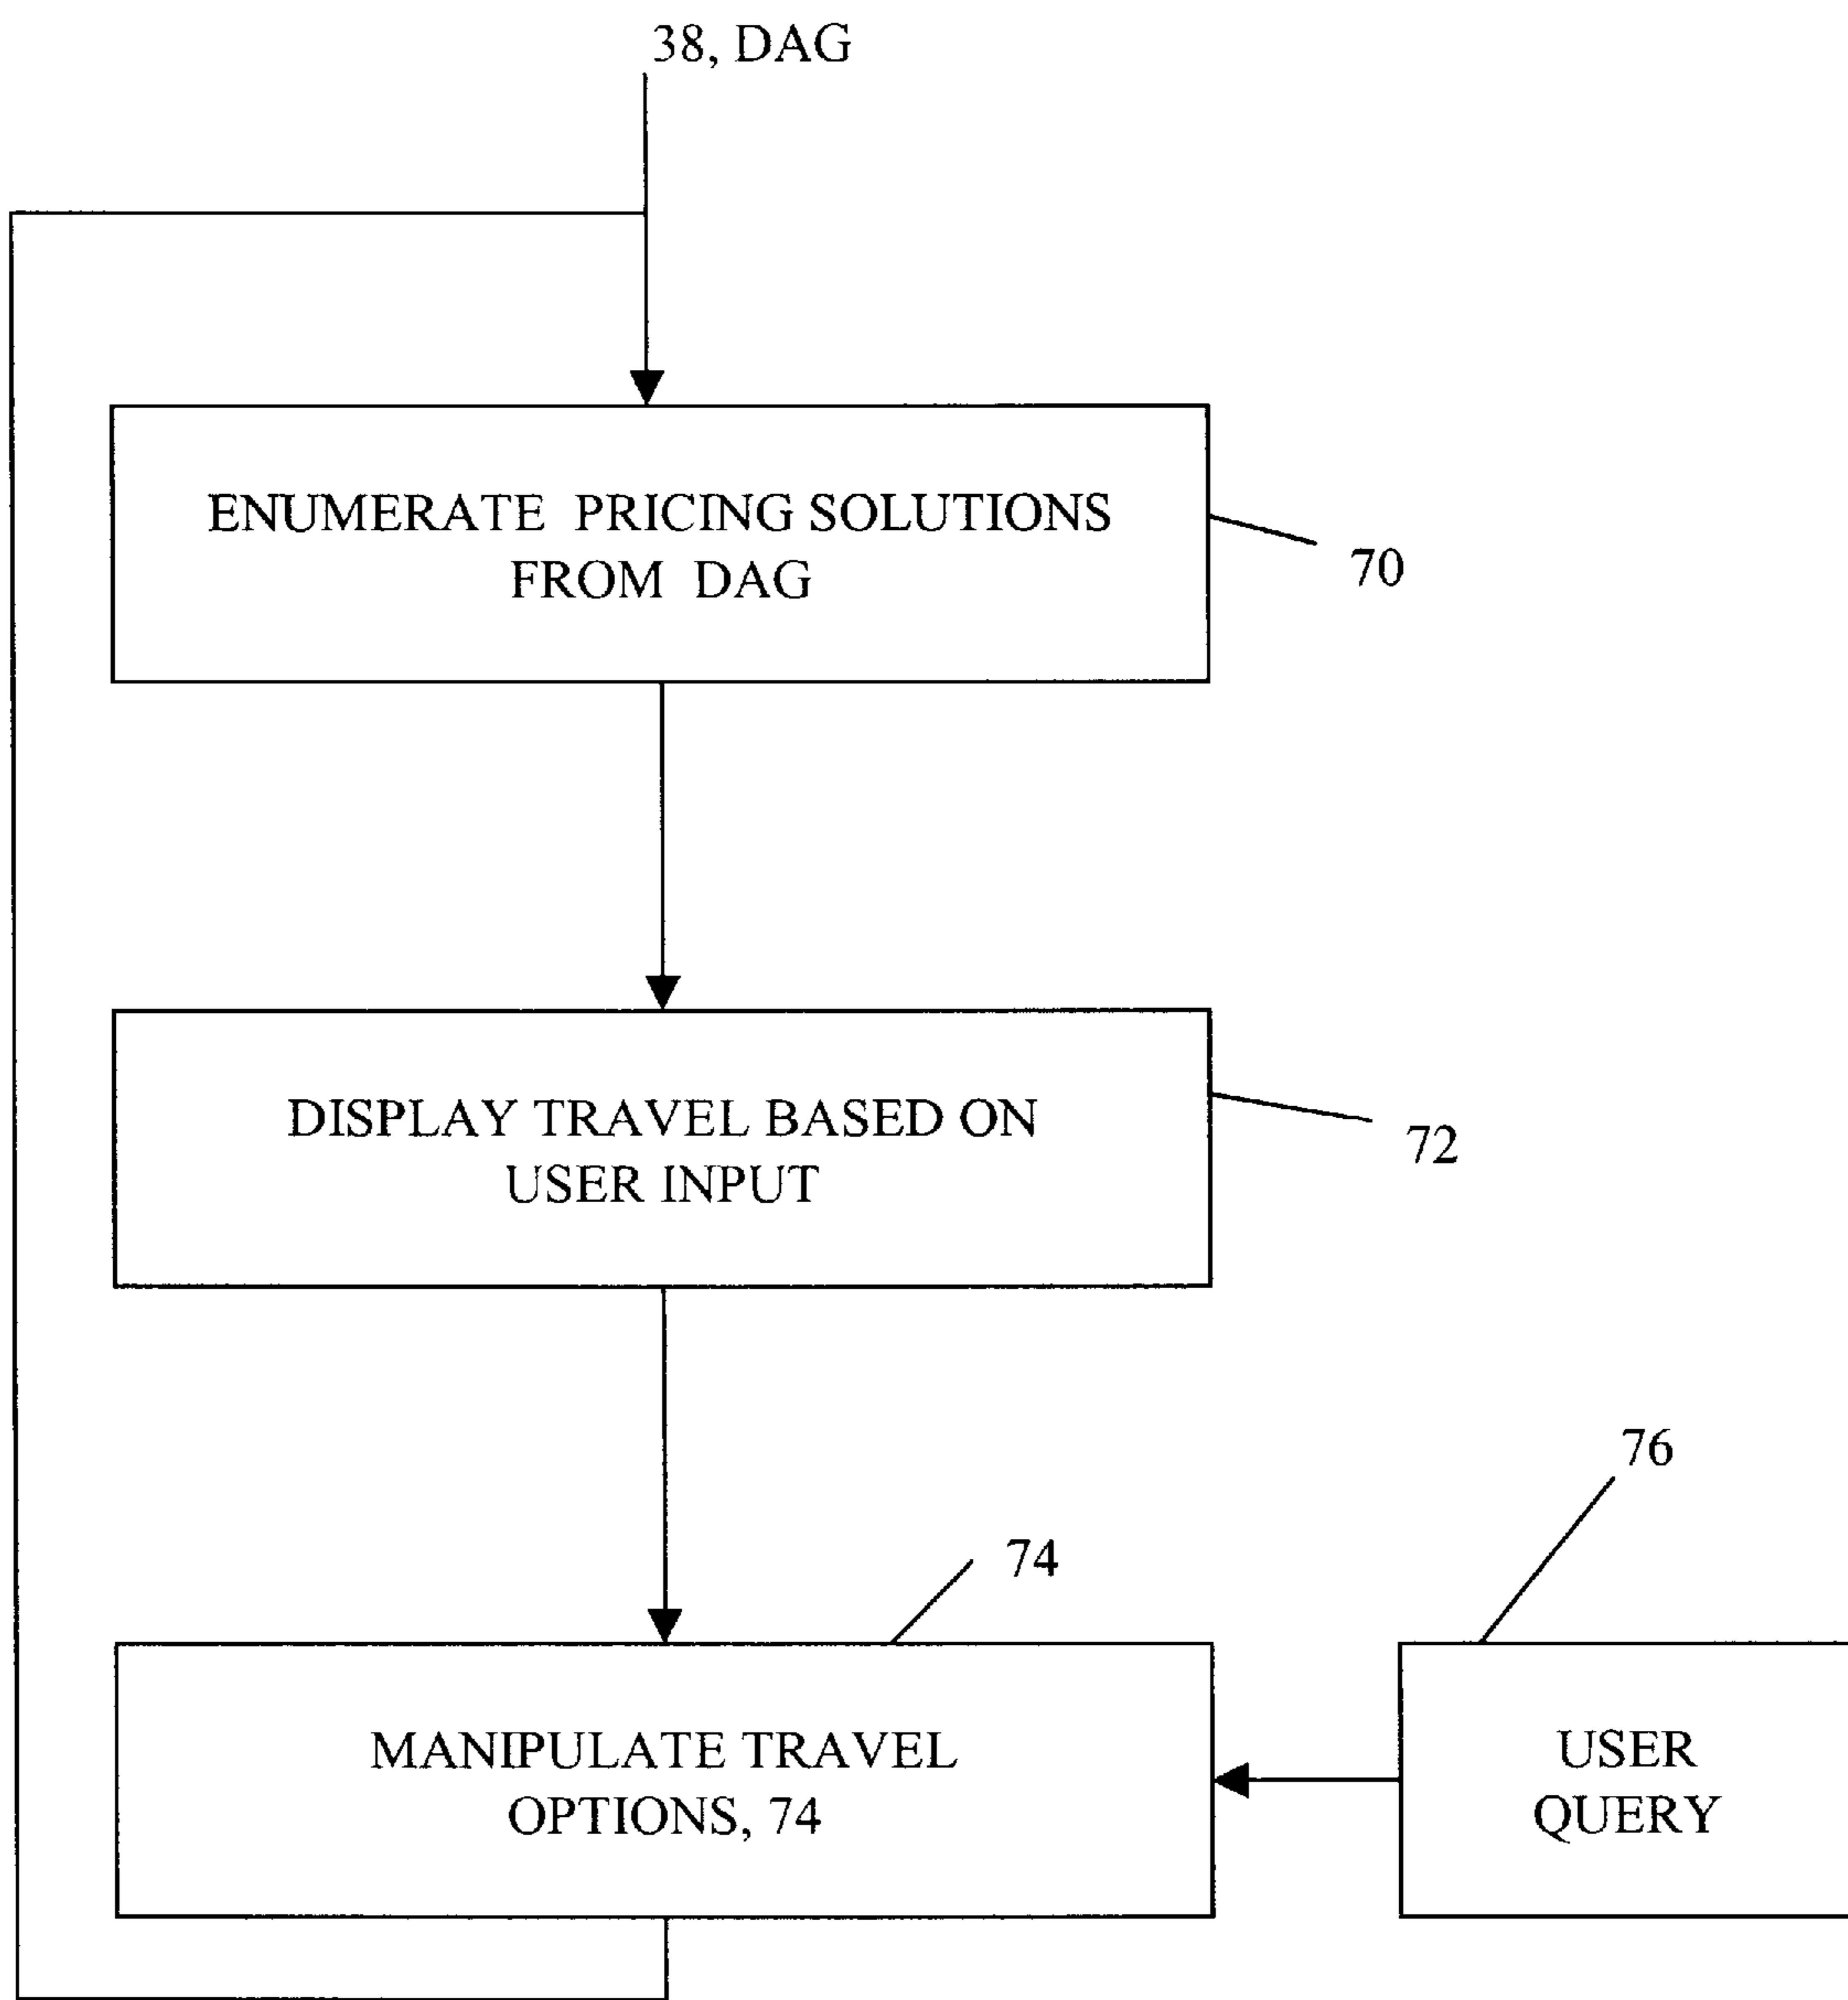 38, DAG
ENUMERATE PRICING SOLUTIONS
FROM DAG
70
DISPLAY TRAVEL BASED ON
USER INPUT
72
76
74
MANIPULATE TRAVEL
OPTIONS, 74
USER
QUERY